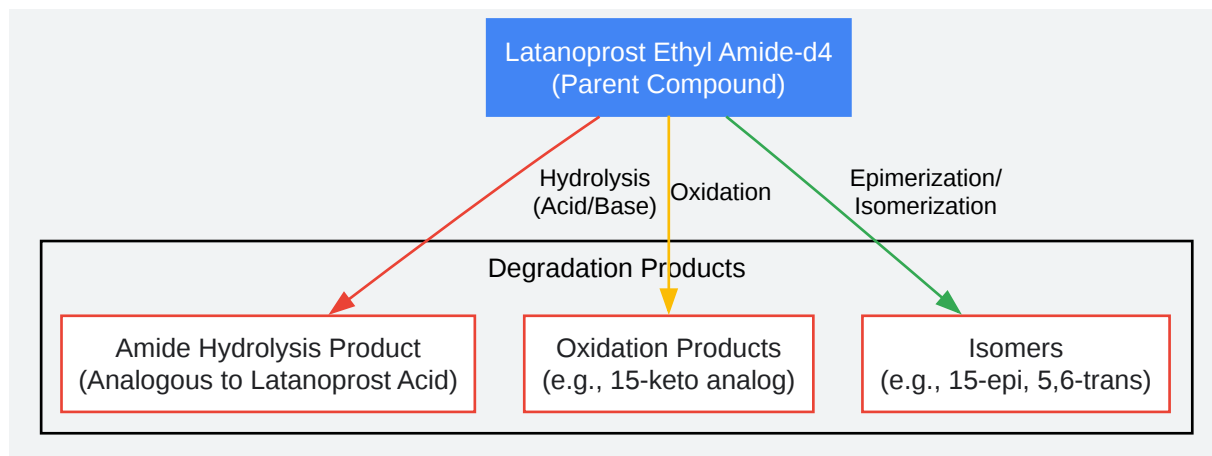 Latanoprost Ethyl Amide-d4
(Parent Compound)
Hydrolysis
(Acid/Base)
Oxidation
Epimerization/
Isomerization
Degradation Products
Amide Hydrolysis Product
(Analogous to Latanoprost Acid)
Oxidation Products
(e.g., 15-keto analog)
Isomers
(e.g., 15-epi, 5,6-trans)